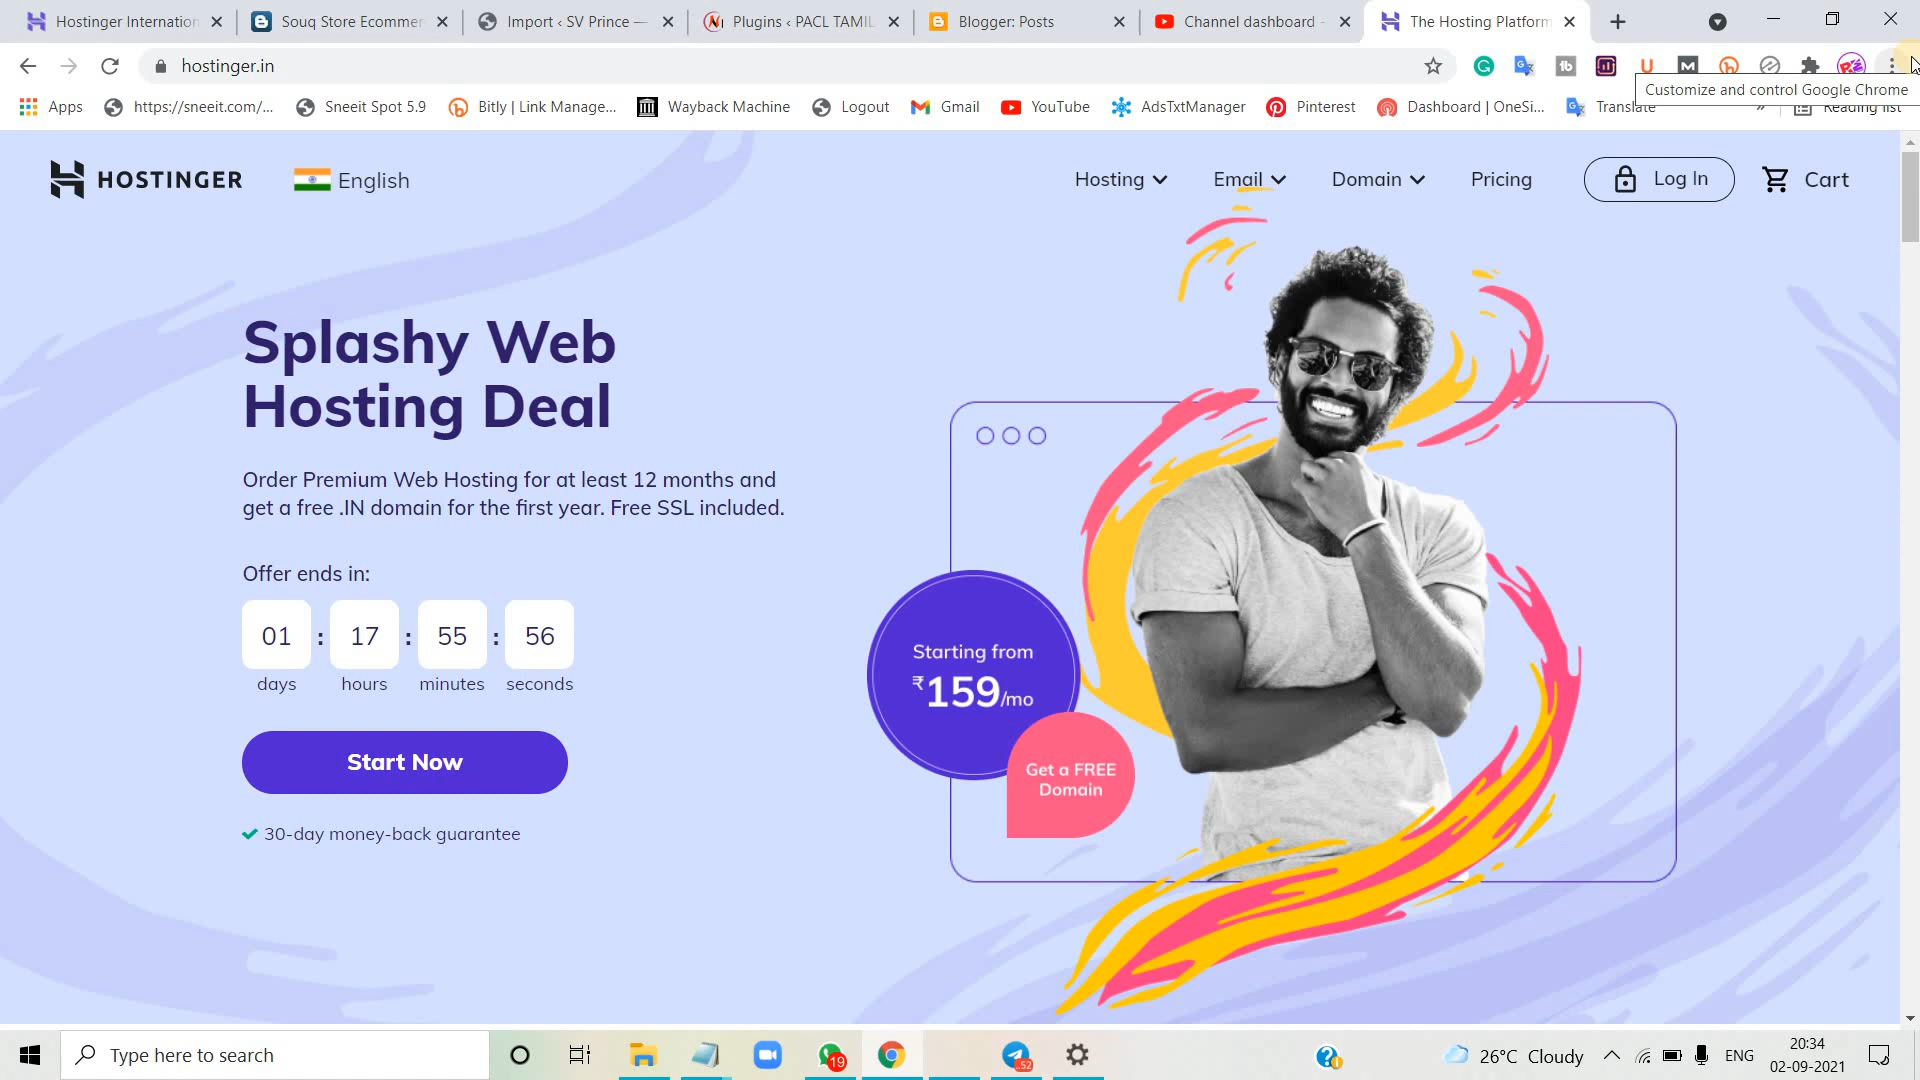 Hostinger Internation
Souq Store Ecommer
Import ‹ SV Prince —
Plugins ‹ PACL TAMIL
Blogger: Posts
Channel dashboard -
The Hosting Platform
hostinger.in
Customize and control Google Chrome
Apps
https://sneeit.com/...
Sneeit Spot 5.9
Bitly | Link Manage...
Wayback Machine
Logout
Gmail
YouTube
AdsTxtManager
Pinterest
Dashboard | OneSi...
Translate
»
Reading list
HOSTINGER
English
Hosting
Email
Domain
Pricing
Log In
Cart
Splashy Web
Hosting Deal
Order Premium Web Hosting for at least 12 months and
get a free .IN domain for the first year. Free SSL included.
Offer ends in:
01 : 17 : 55 : 56
days hours minutes seconds
Starting from
₹159/mo
Get a FREE
Domain
Start Now
30-day money-back guarantee
Type here to search
19
52
26°C Cloudy
ENG
20:34
02-09-2021